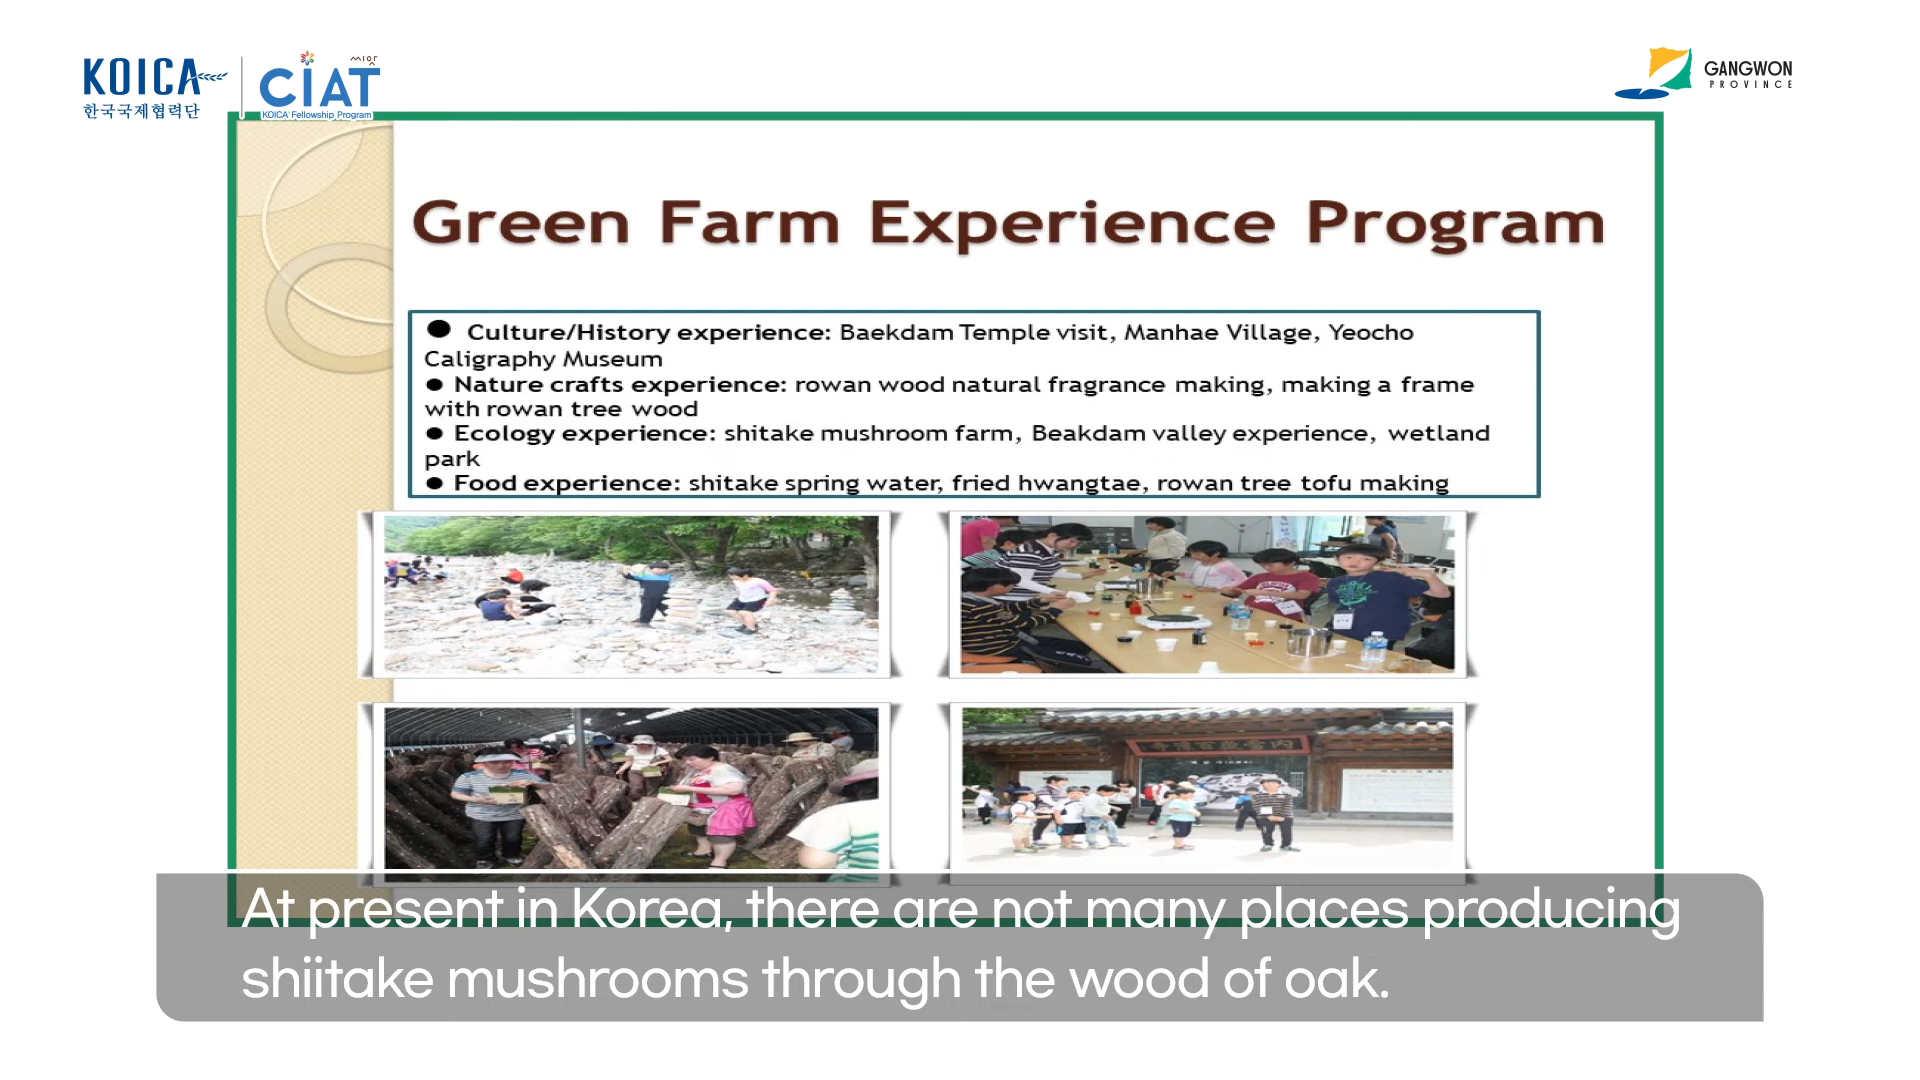 KOICA
한국국제협력단
CIAT
씨앗
KOICA Fellowship Program
GANGWON
PROVINCE
Green Farm Experience Program
● Culture/History experience: Baekdam Temple visit, Manhae Village, Yeocho
Caligraphy Museum
● Nature crafts experience: rowan wood natural fragrance making, making a frame
with rowan tree wood
● Ecology experience: shitake mushroom farm, Beakdam valley experience, wetland
park
● Food experience: shitake spring water, fried hwangtae, rowan tree tofu making
At present in Korea, there are not many places producing
shiitake mushrooms through the wood of oak.